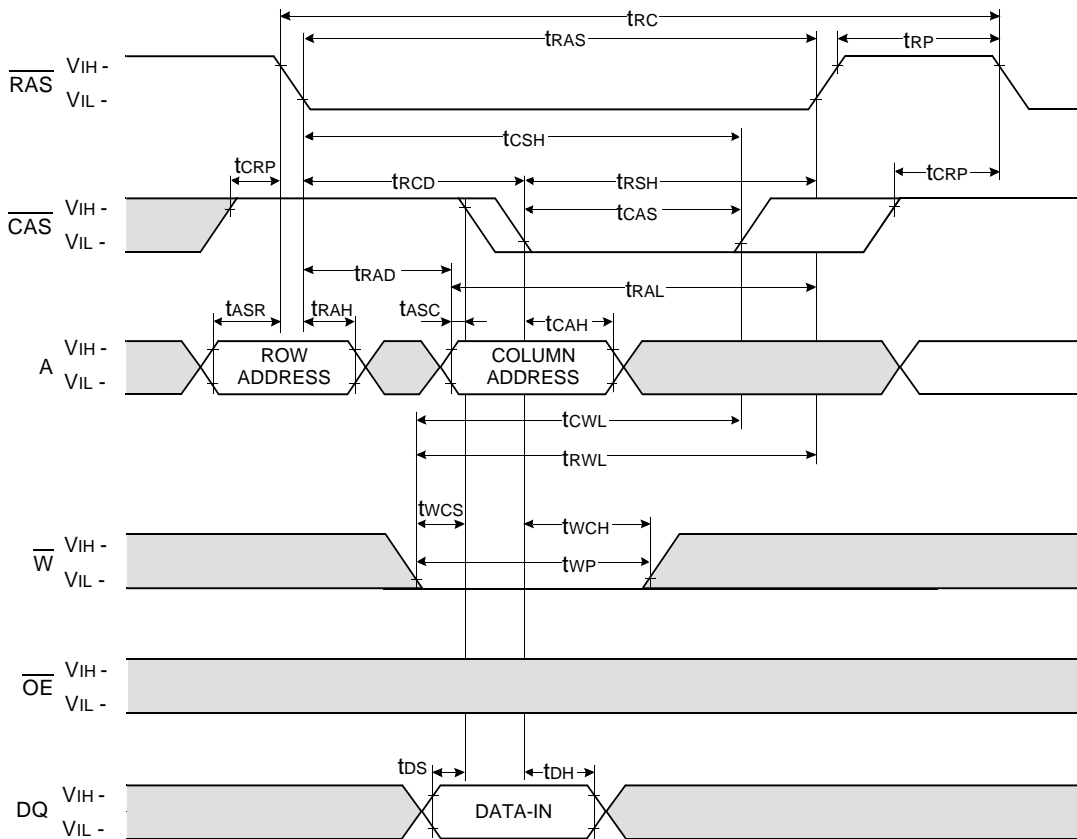 tRC
tRAS
tRP
RAS
VIH -
VIL -
tCSH
tCRP
tRCD
tRSH
tCRP
CAS
VIH -
VIL -
tCAS
tRAD
tRAL
tASR
tRAH
tASC
tCAH
A
VIH -
VIL -
ROW
ADDRESS
COLUMN
ADDRESS
tCWL
tRWL
tWCS
tWCH
W
VIH -
VIL -
tWP
OE
VIH -
VIL -
tDS
tDH
DQ
VIH -
VIL -
DATA-IN